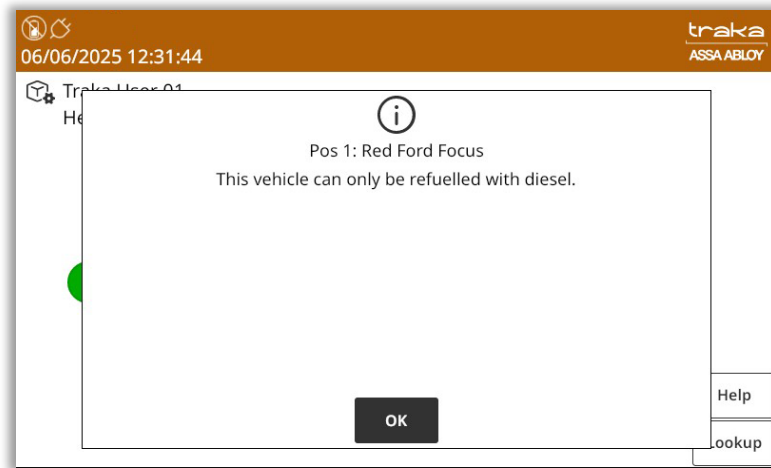 06/06/2025 12:31:44
traka
ASSA ABLOY
He
Pos 1: Red Ford Focus
This vehicle can only be refuelled with diesel.
OK
Help
Lookup